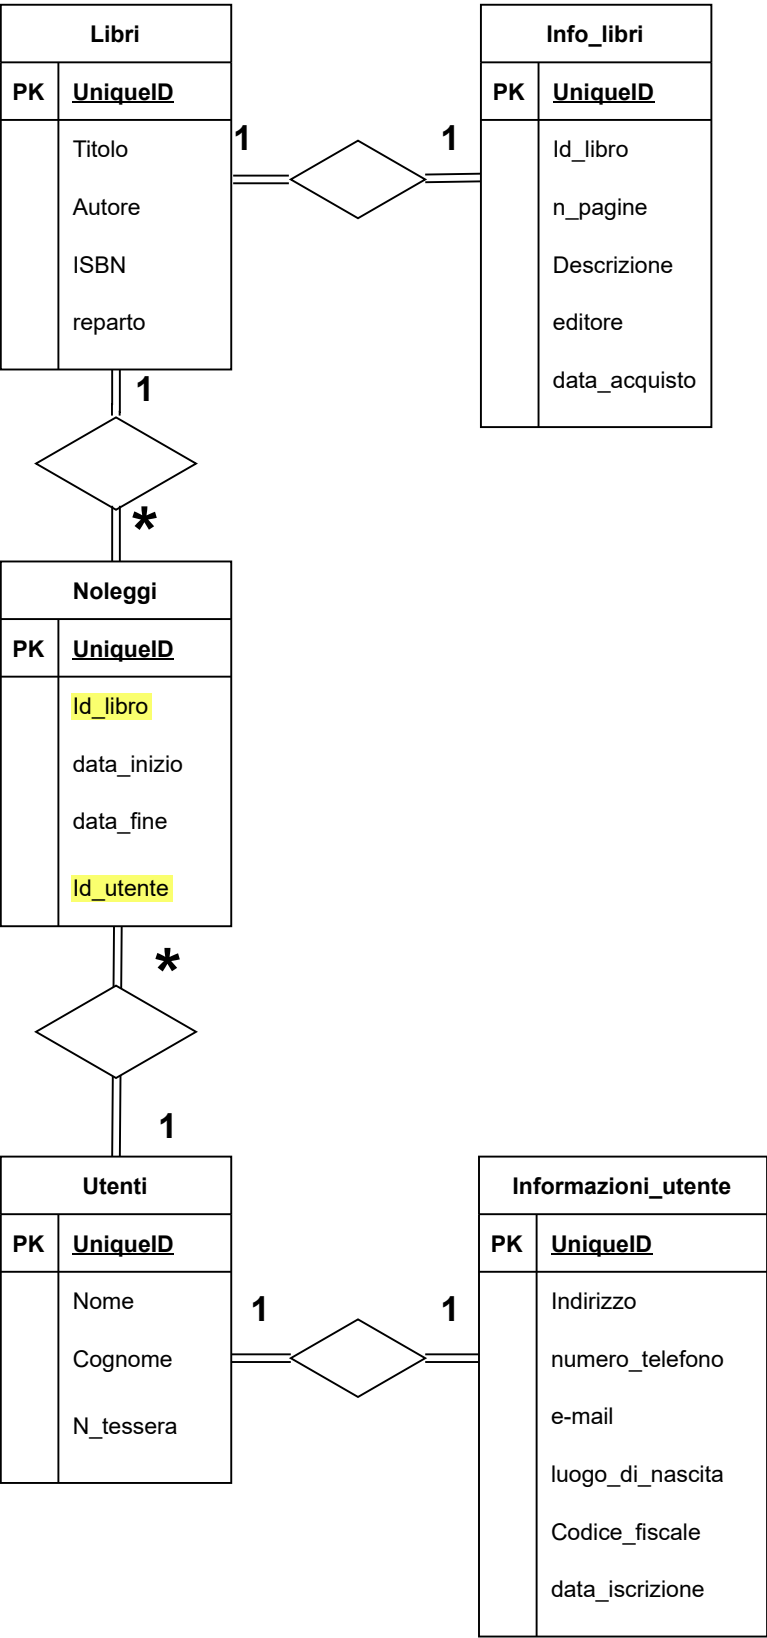 Libri
PK UniqueID
Titolo
Autore
ISBN
reparto
1
1
Info_libri
PK UniqueID
Id_libro
n_pagine
Descrizione
editore
data_acquisto
1
*
Noleggi
PK UniqueID
Id_libro
data_inizio
data_fine
Id_utente
*
1
Utenti
PK UniqueID
Nome
Cognome
N_tessera
1
1
Informazioni_utente
PK UniqueID
Indirizzo
numero_telefono
e-mail
luogo_di_nascita
Codice_fiscale
data_iscrizione